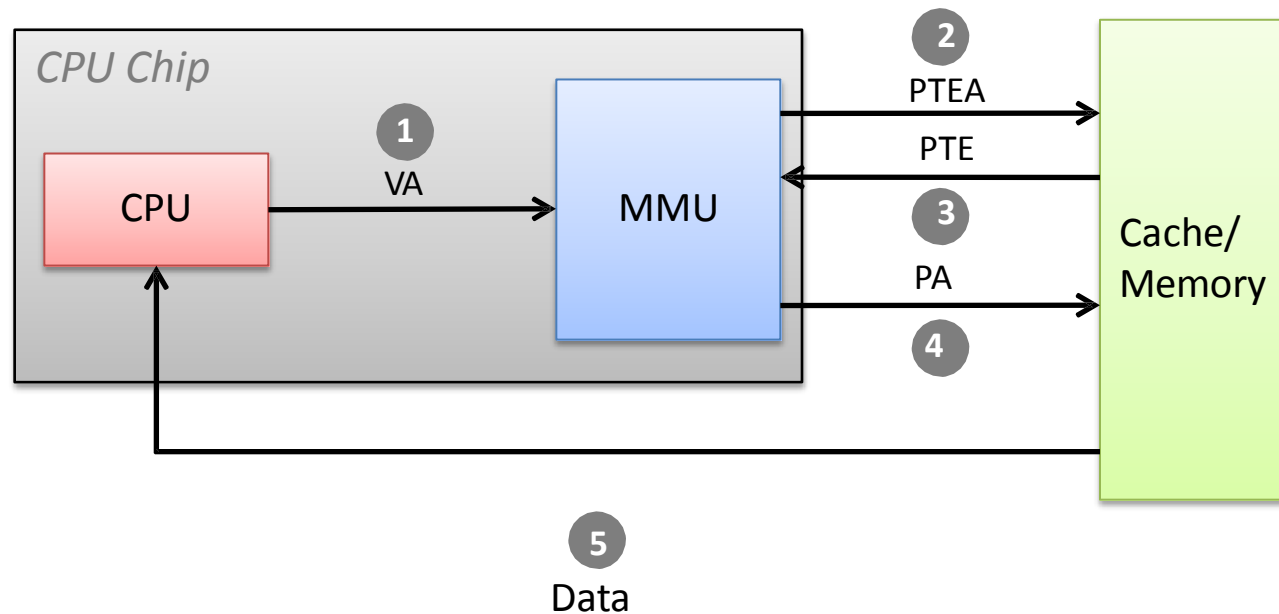 CPU Chip
2
PTEA
1
VA
PTE
CPU
MMU
3
Cache/
Memory
PA
4
5
Data